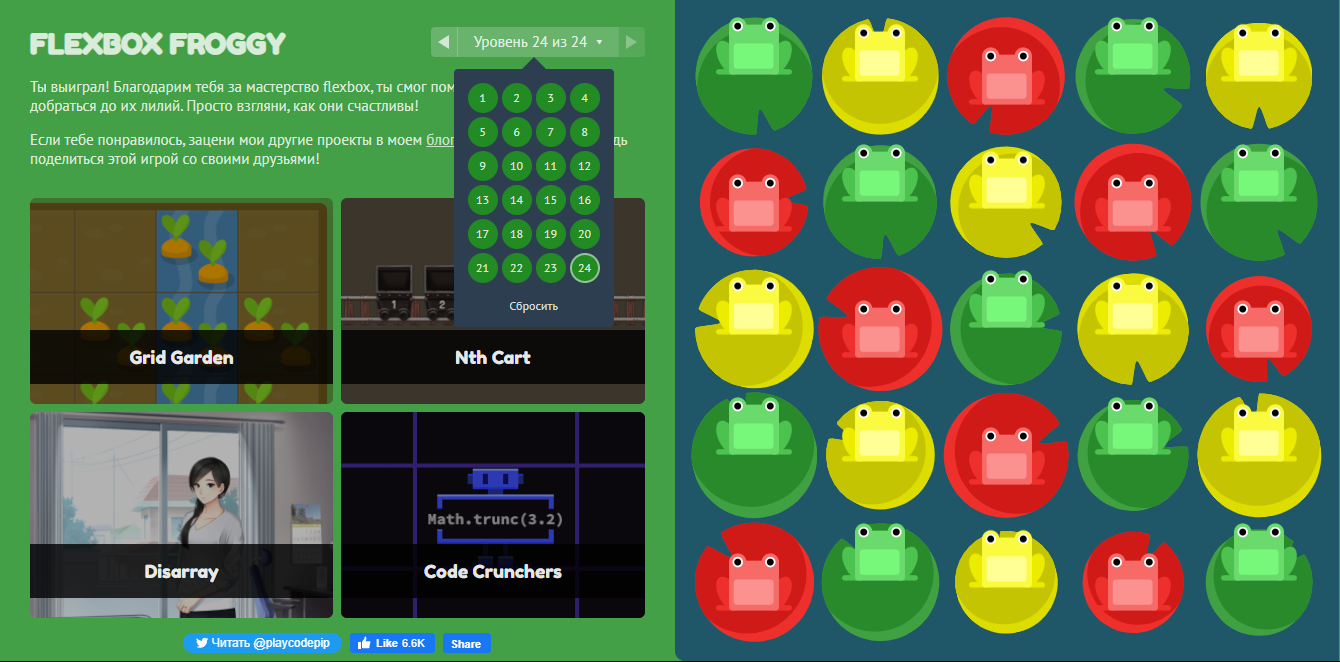 FLEXBOX FROGGY
Уровень 24 из 24
Ты выиграл! Благодарим тебя за мастерство flexbox, ты смог пом
добраться до их лилий. Просто взгляни, как они счастливы!
Если тебе понравилось, зацени мои другие проекты в моем блог
дь
поделиться этой игрой со своими друзьями!
1 2 3 4
5 6 7 8
9 10 11 12
13 14 15 16
17 18 19 20
21 22 23 24
Сбросить
1 2
Grid Garden
Nth Cart
Math.trunc(3.2)
Disarray
Code Crunchers
Читать @playcodepip
Like 6.6K
Share